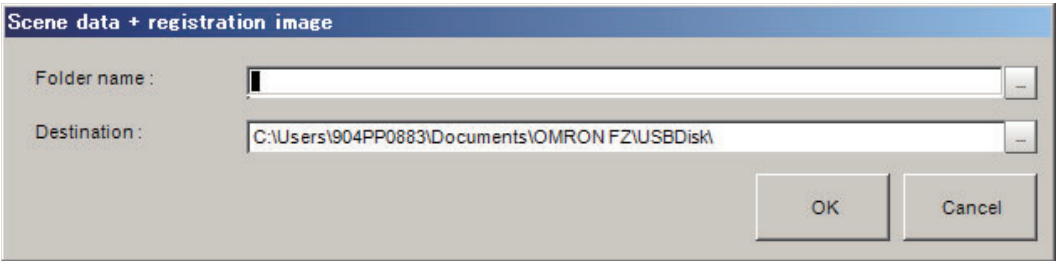 Scene data + registration image
Folder name :
...
Destination :
C:\Users\904PP0883\Documents\OMRON FZ\USBDisk\
...
OK
Cancel